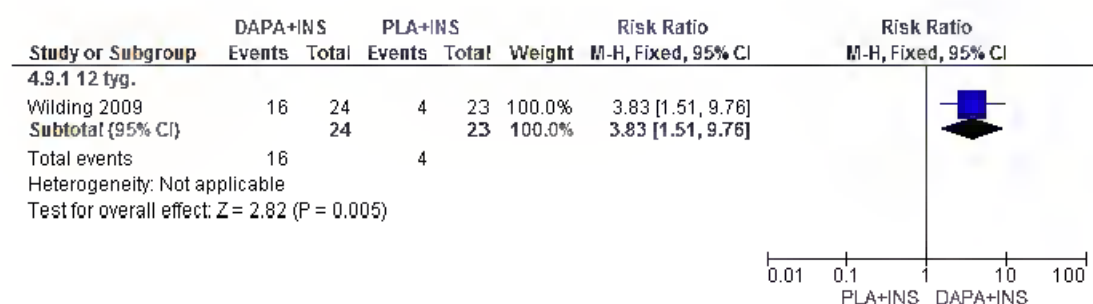 DAPA+INS PLA+INS Risk Ratio Risk Ratio
Study or Subgroup Events Total Events Total Weight M-H, Fixed, 95% CI M-H, Fixed, 95% CI
4.9.1 12 tyg.
Wilding 2009 16 24 4 23 100.0% 3.83 [1.51, 9.76]
Subtotal (95% CI) 24 23 100.0% 3.83 [1.51, 9.76]
Total events 16 4
Heterogeneity: Not applicable
Test for overall effect: Z = 2.82 (P = 0.005)
0.01 0.1 1 10 100
PLA+INS DAPA+INS